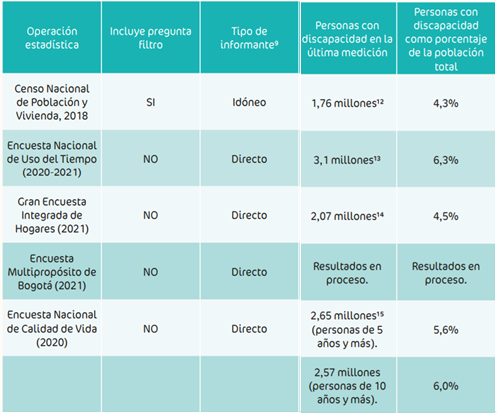 Operación
estadística
Incluye pregunta
filtro
Tipo de
informante⁹
Personas con
discapacidad en la
última medición
Personas con
discapacidad
como porcentaje
de la población
total
Censo Nacional
de Población y
Vivienda, 2018
SI
Idóneo
1,76 millones¹²
4,3%
Encuesta Nacional
de Uso del Tiempo
(2020-2021)
NO
Directo
3,1 millones¹³
6,3%
Gran Encuesta
Integrada de
Hogares (2021)
NO
Directo
2,07 millones¹⁴
4,5%
Encuesta
Multipropósito de
Bogotá (2021)
NO
Directo
Resultados en
proceso.
Resultados en
proceso.
Encuesta Nacional
de Calidad de Vida
(2020)
NO
Directo
2,65 millones¹⁵
(personas de 5
años y más).
5,6%
2,57 millones
(personas de 10
años y más).
6,0%